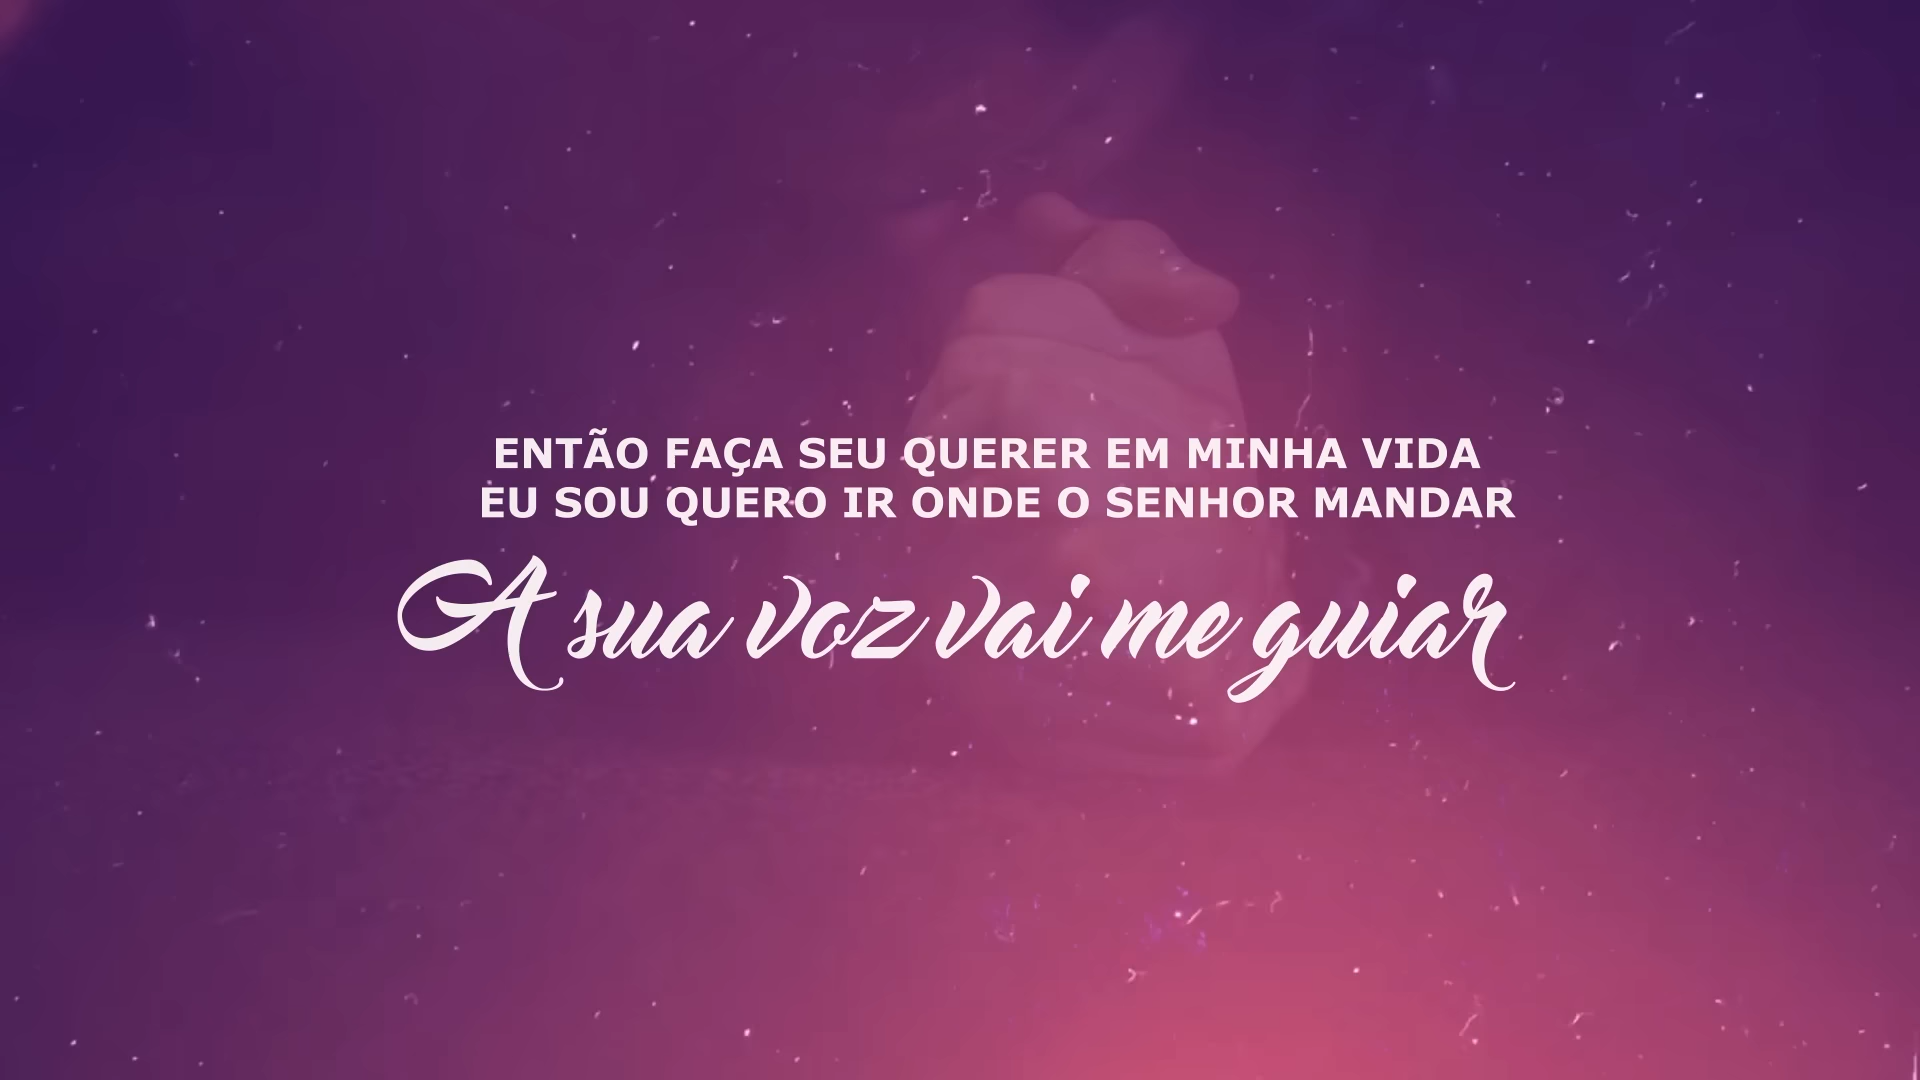 ENTÃO FAÇA SEU QUERER EM MINHA VIDA
EU SOU QUERO IR ONDE O SENHOR MANDAR
A sua voz vai me guiar